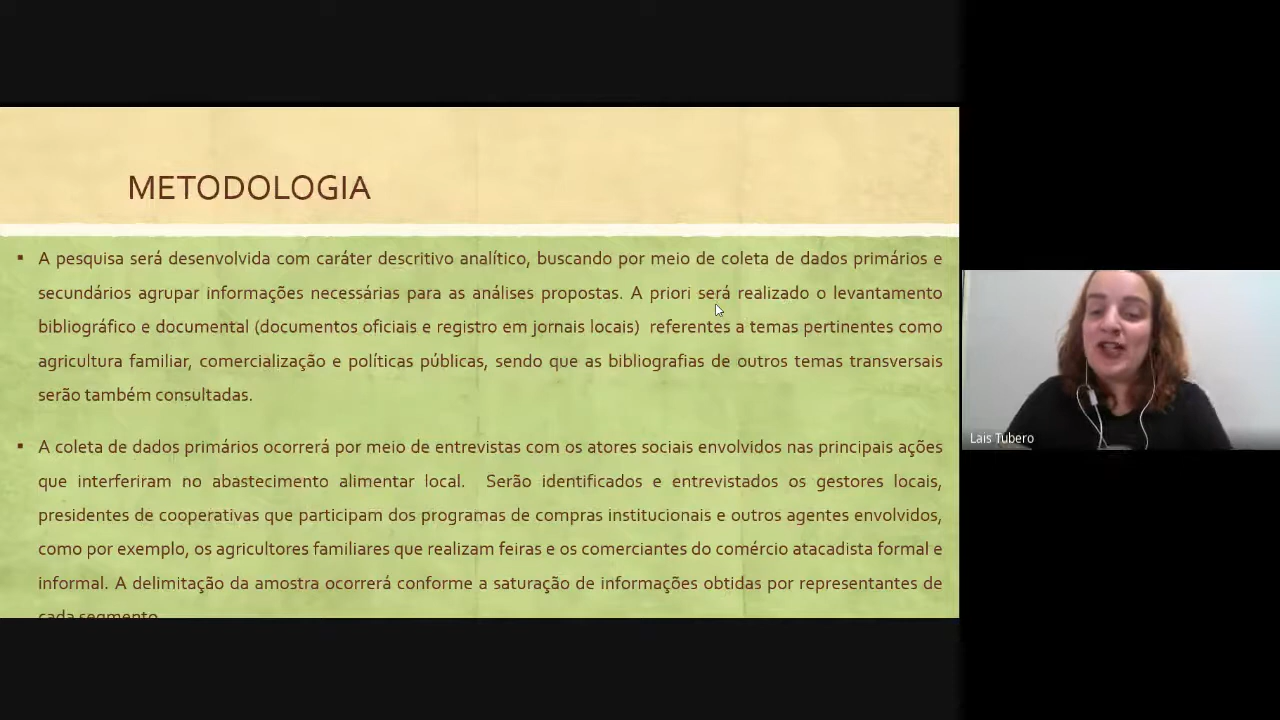 METODOLOGIA
▪ A pesquisa será desenvolvida com caráter descritivo analítico, buscando por meio de coleta de dados primários e
secundários agrupar informações necessárias para as análises propostas. A priori será realizado o levantamento
bibliográfico e documental (documentos oficiais e registro em jornais locais)  referentes a temas pertinentes como
agricultura familiar, comercialização e políticas públicas, sendo que as bibliografias de outros temas transversais
serão também consultadas.
▪ A coleta de dados primários ocorrerá por meio de entrevistas com os atores sociais envolvidos nas principais ações
que interferiram no abastecimento alimentar local.  Serão identificados e entrevistados os gestores locais,
presidentes de cooperativas que participam dos programas de compras institucionais e outros agentes envolvidos,
como por exemplo, os agricultores familiares que realizam feiras e os comerciantes do comércio atacadista formal e
informal. A delimitação da amostra ocorrerá conforme a saturação de informações obtidas por representantes de
cada segmento.
Lais Tubero